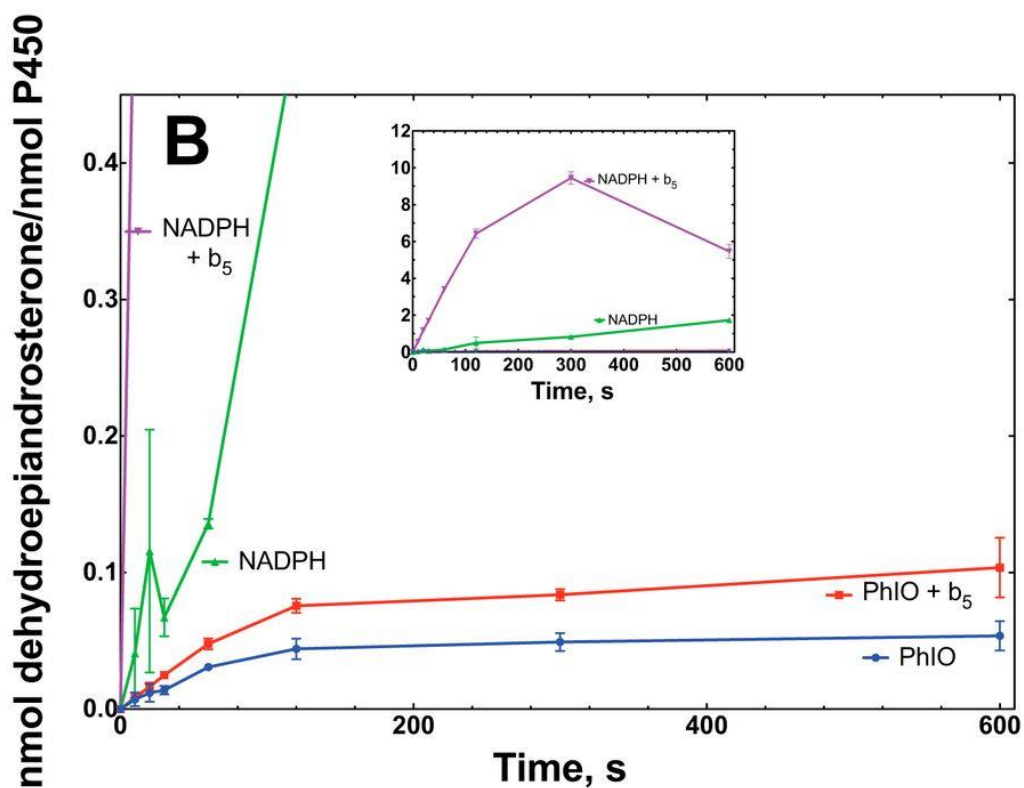 nmol dehydroepiandrosterone/nmol P450
B
0.4
0.3
0.2
0.1
0.0
NADPH
+ b₅
NADPH
PhIO + b₅
PhIO
0 200 400 600
Time, s
12
10
8
6
4
2
0
NADPH + b₅
NADPH
0 100 200 300 400 500 600
Time, s